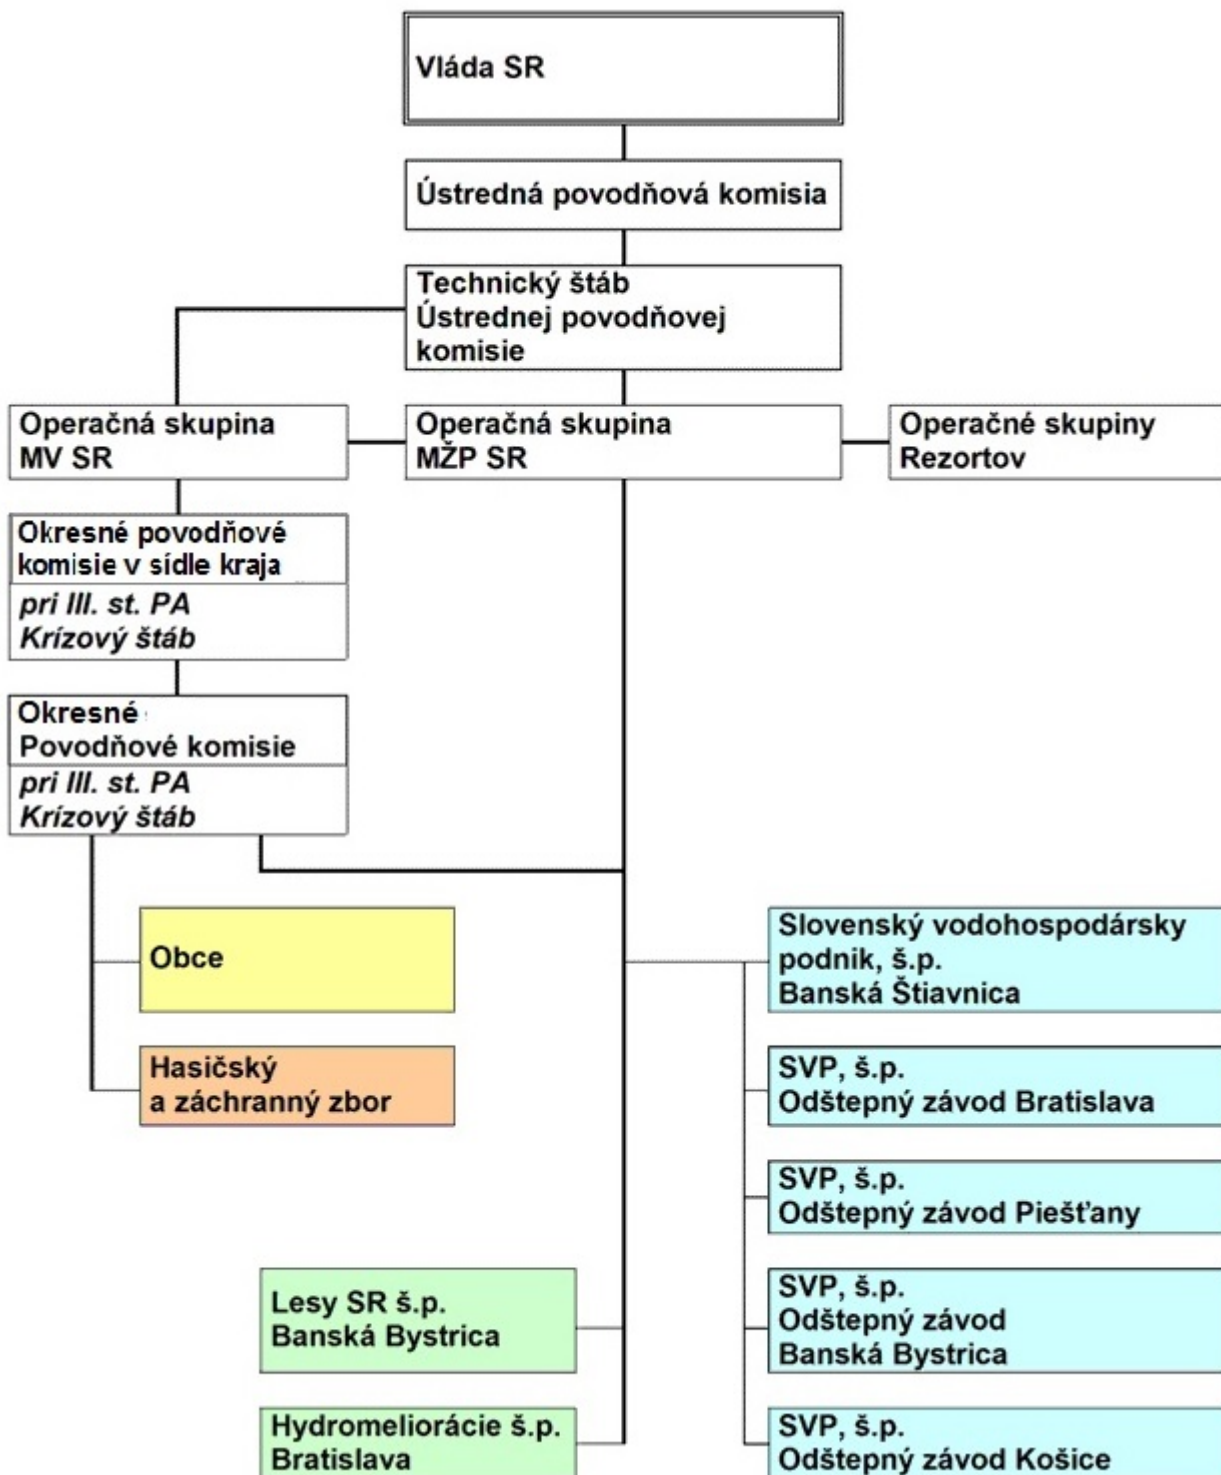 Vláda SR
Ústredná povodňová komisia
Technický štáb
Ústrednej povodňovej
komisie
Operačná skupina
MV SR
Operačná skupina
MŽP SR
Operačné skupiny
Rezortov
Okresné povodňové
komisie v sídle kraja
pri III. st. PA
Krízový štáb
Okresné
Povodňové komisie
pri III. st. PA
Krízový štáb
Obce
Hasičský
a záchranný zbor
Slovenský vodohospodársky
podnik, š.p.
Banská Štiavnica
SVP, š.p.
Odštepný závod Bratislava
SVP, š.p.
Odštepný závod Piešťany
Lesy SR š.p.
Banská Bystrica
SVP, š.p.
Odštepný závod
Banská Bystrica
Hydromeliorácie š.p.
Bratislava
SVP, š.p.
Odštepný závod Košice